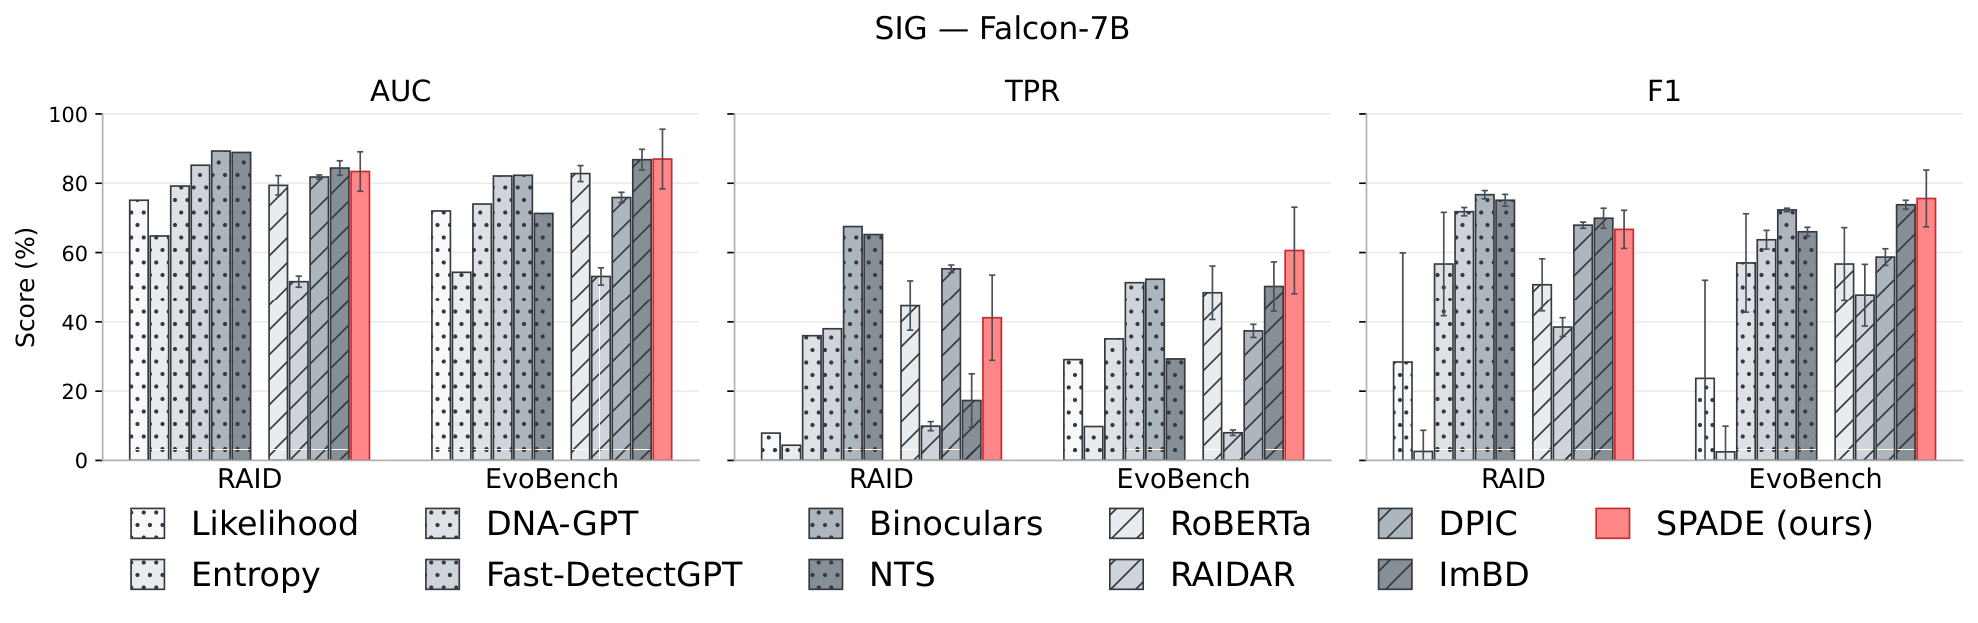 SIG — Falcon-7B
AUC
TPR
F1
Score (%)
100
80
60
40
20
0
RAID
EvoBench
RAID
EvoBench
RAID
EvoBench
Likelihood
DNA-GPT
Binoculars
RoBERTa
DPIC
SPADE (ours)
Entropy
Fast-DetectGPT
NTS
RAIDAR
ImBD